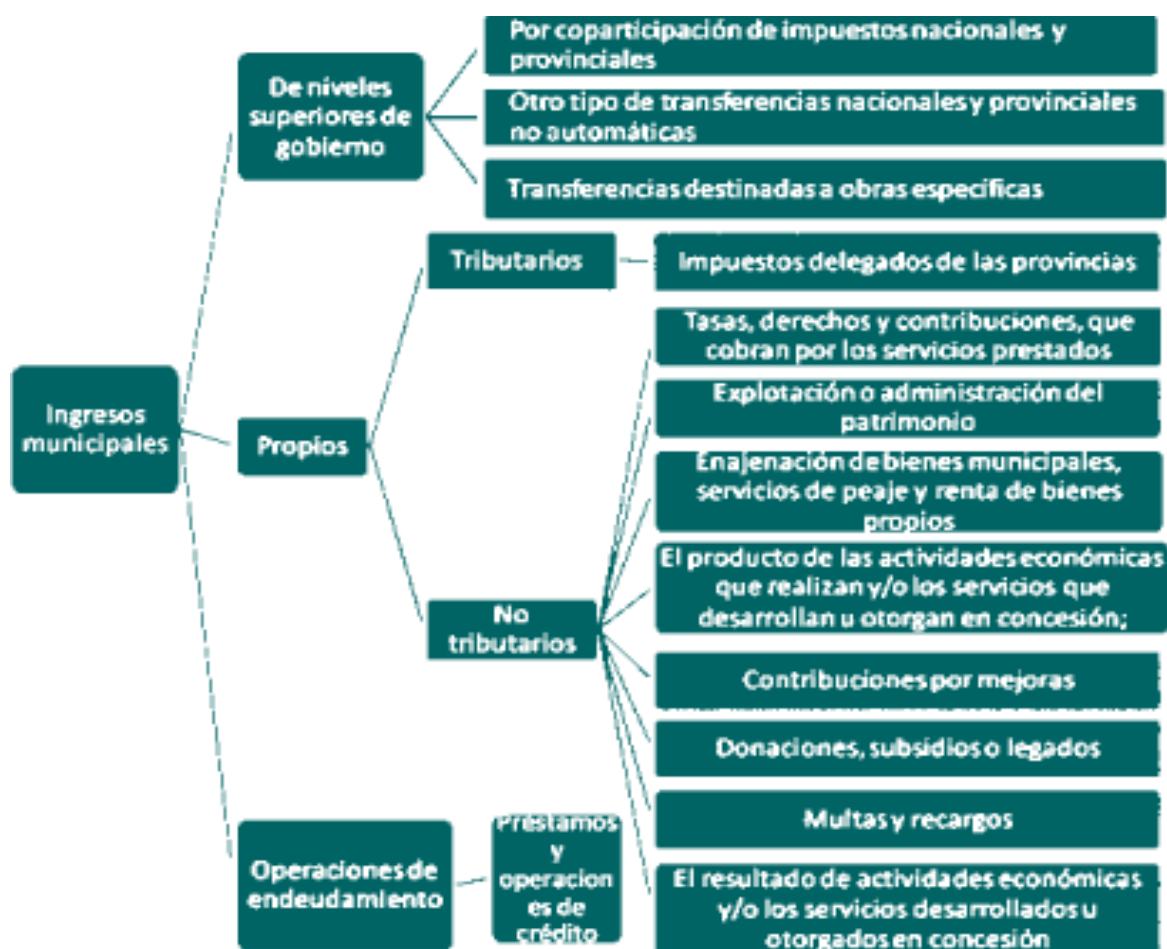 Por coparticipación de impuestos nacionales y
provinciales
De niveles
superiores de
gobierno
Otro tipo de transferencias nacionales y provinciales
no automáticas
Transferencias destinadas a obras específicas
Tributarios
Impuestos delegados de las provincias
Ingresos
municipales
Propios
No
tributarios
Tasas, derechos y contribuciones, que
cobran por los servicios prestados
Explotación o administración del
patrimonio
Enajenación de bienes municipales,
servicios de peaje y renta de bienes
propios
El producto de las actividades económicas
que realizan y/o los servicios que
desarrollan u otorgan en concesión;
Contribuciones por mejoras
Donaciones, subsidios o legados
Multas y recargos
El resultado de actividades económicas
y/o los servicios desarrollados u
otorgados en concesión
Operaciones de
endeudamiento
Préstamos
y
operacion
es de
crédito